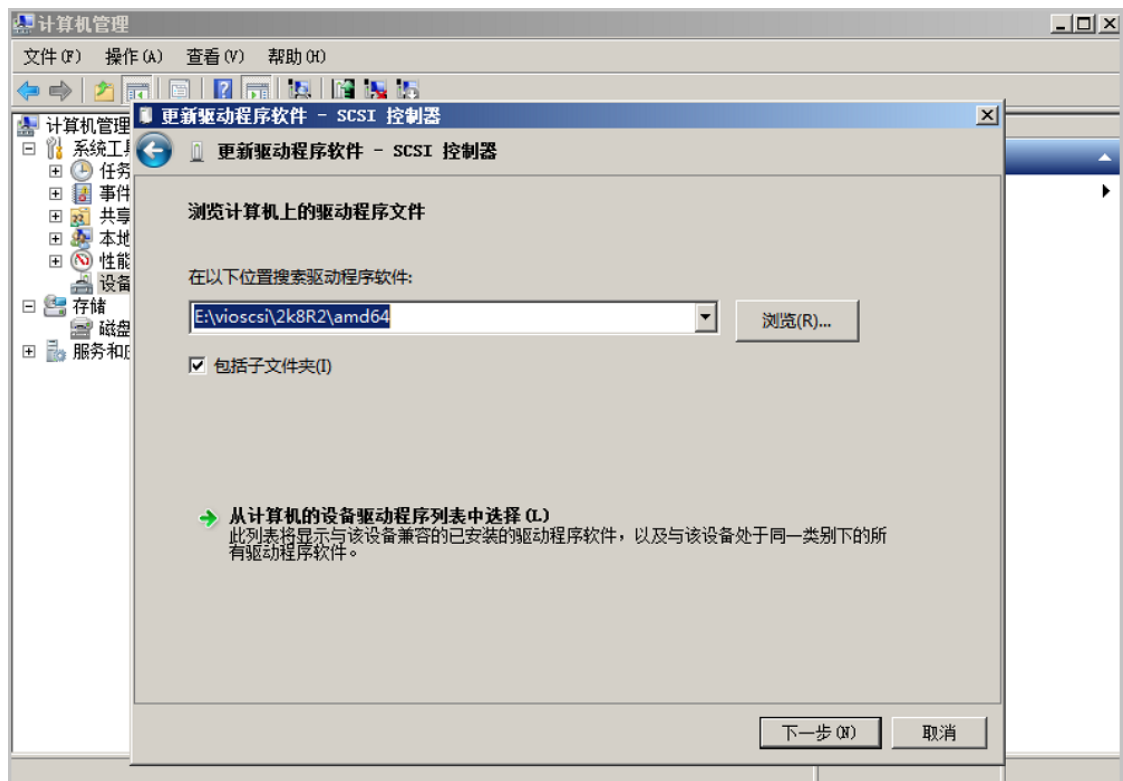 计算机管理
文件(F) 操作(A) 查看(V) 帮助(H)
更新驱动程序软件 - SCSI 控制器
更新驱动程序软件 - SCSI 控制器
计算机管理
系统工
任务
事件
共享
本地
性能
设备
存储
磁盘
服务和
浏览计算机上的驱动程序文件
在以下位置搜索驱动程序软件:
E:\vioscsi\2k8R2\amd64
浏览(R)...
包括子文件夹(I)
从计算机的设备驱动程序列表中选择(L)
此列表将显示与该设备兼容的已安装的驱动程序软件，以及与该设备处于同一类别下的所
有驱动程序软件。
下一步(N) 取消